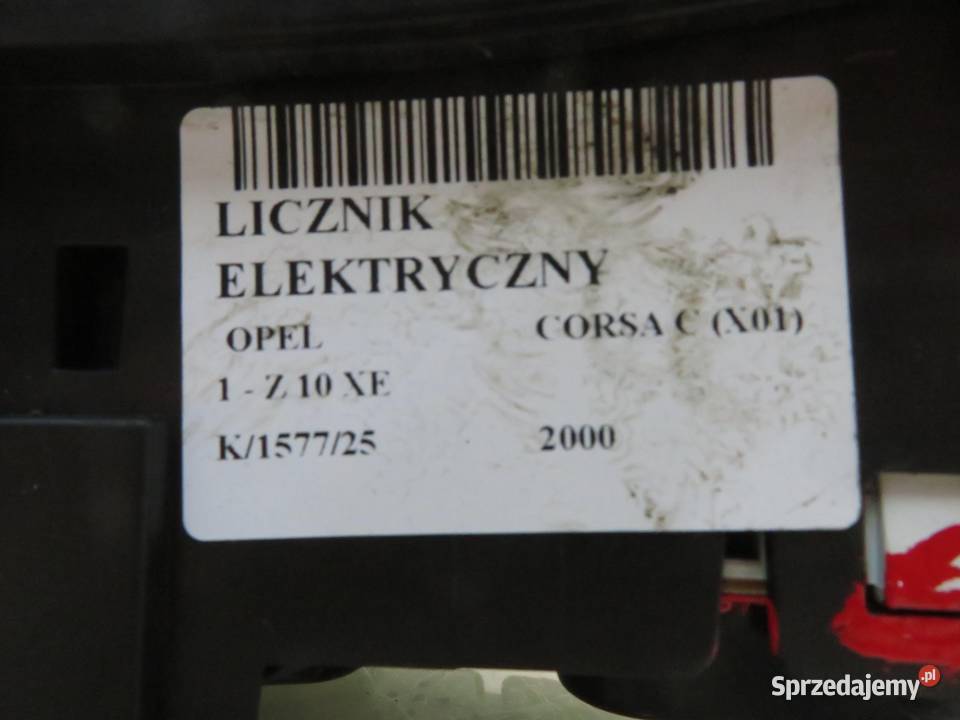 LICZNIK
ELEKTRYCZNY
OPEL CORSA C (X01)
1 - Z 10 XE
K/1577/25 2000
Sprzedajemy.pl